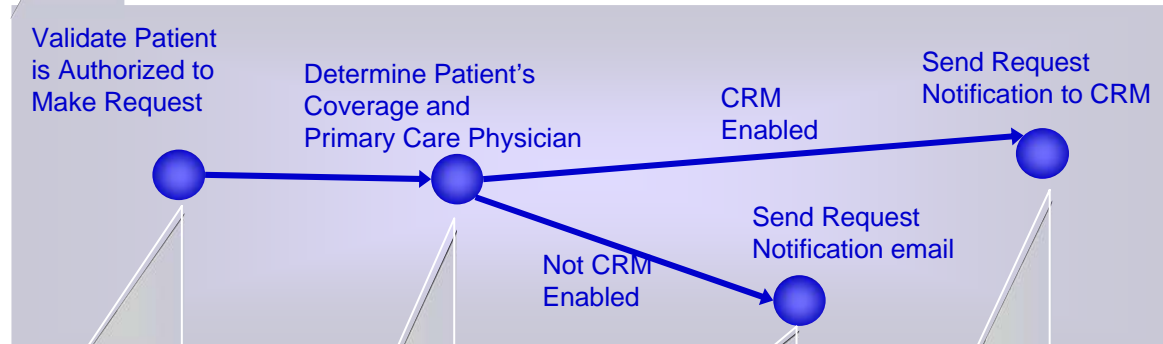 Validate Patient
is Authorized to
Make Request
Determine Patient's
Coverage and
Primary Care Physician
CRM
Enabled
Send Request
Notification to CRM
Not CRM
Enabled
Send Request
Notification email